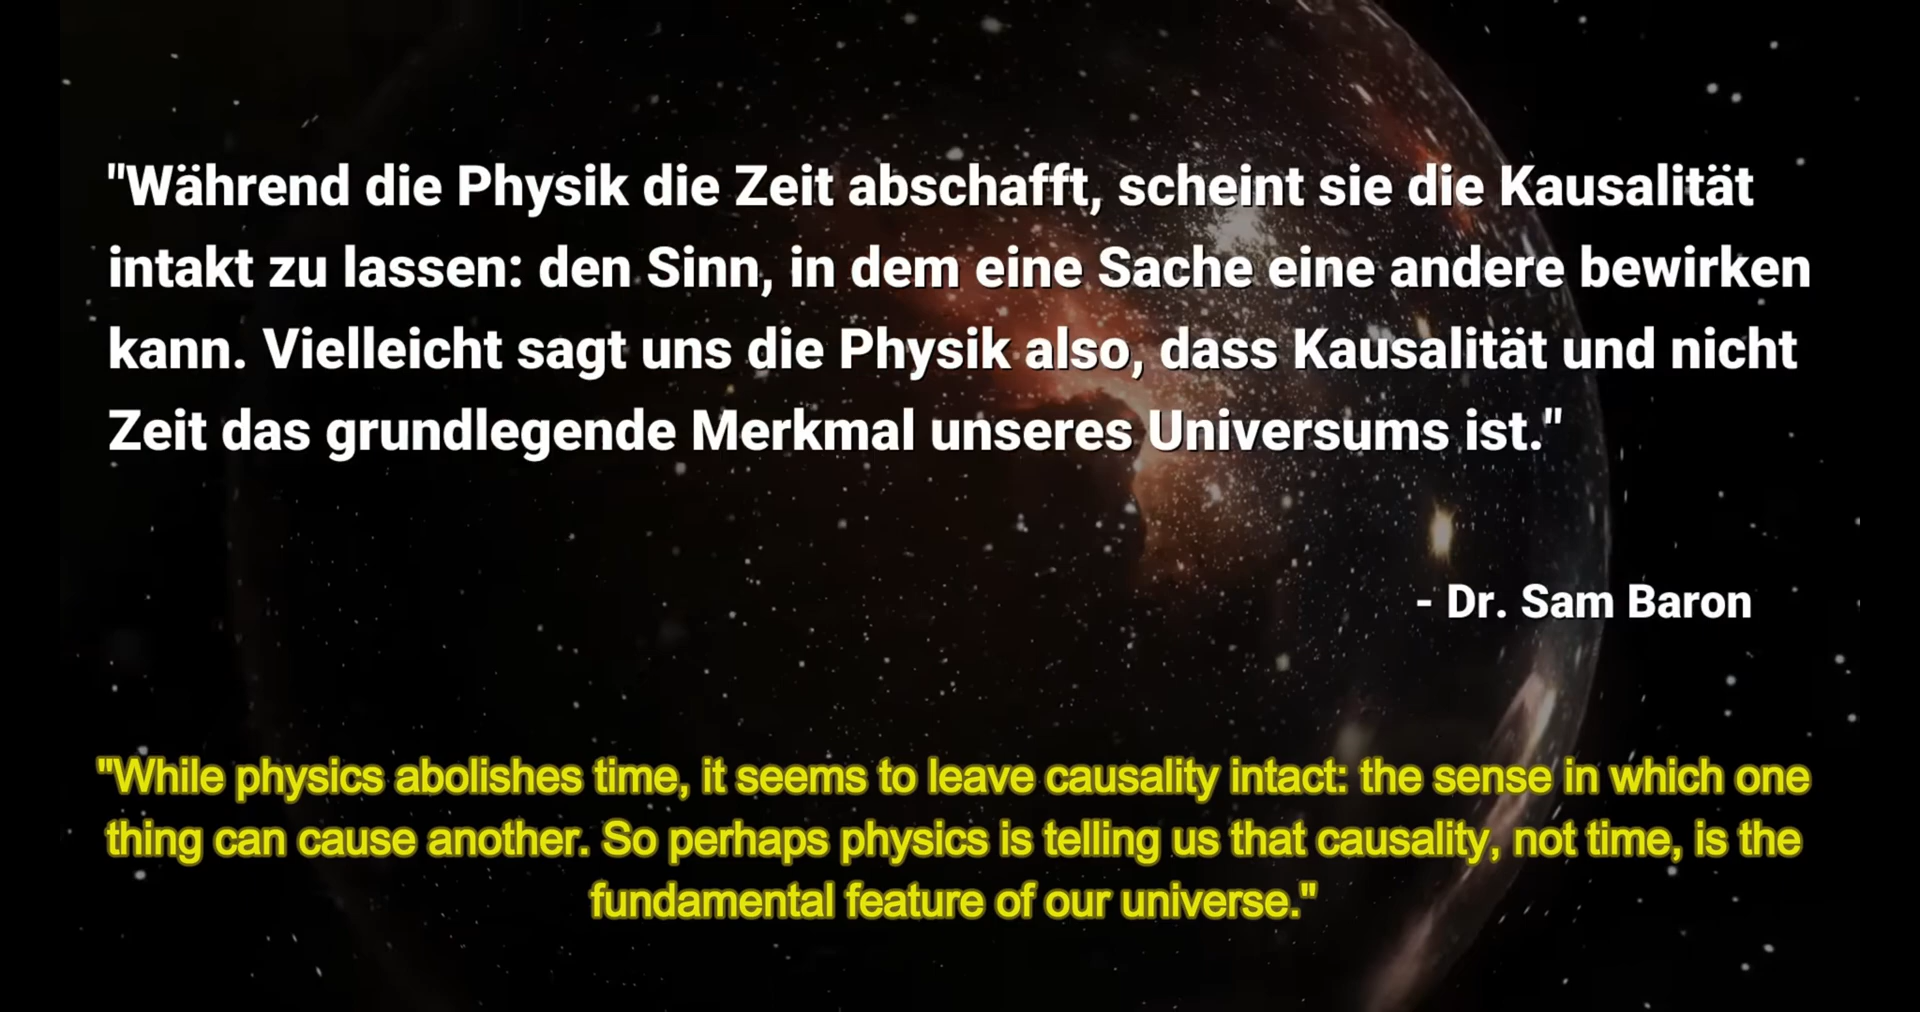 "Während die Physik die Zeit abschafft, scheint sie die Kausalität
intakt zu lassen: den Sinn, in dem eine Sache eine andere bewirken
kann. Vielleicht sagt uns die Physik also, dass Kausalität und nicht
Zeit das grundlegende Merkmal unseres Universums ist."
- Dr. Sam Baron
"While physics abolishes time, it seems to leave causality intact: the sense in which one
thing can cause another. So perhaps physics is telling us that causality, not time, is the
fundamental feature of our universe."